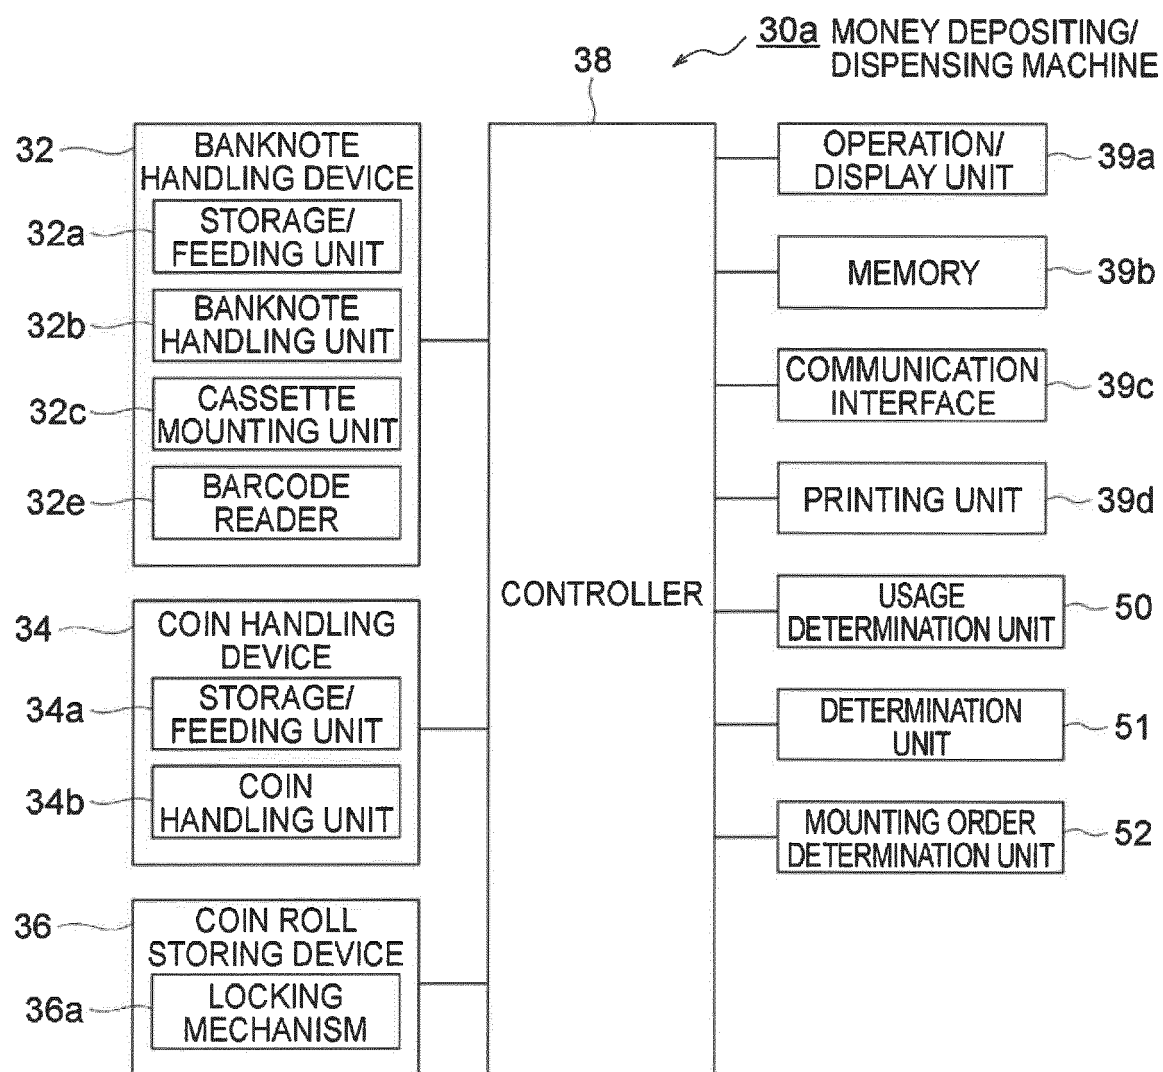 30a MONEY DEPOSITING/
DISPENSING MACHINE
38
CONTROLLER
32
BANKNOTE
HANDLING DEVICE
32a
STORAGE/
FEEDING UNIT
32b
BANKNOTE
HANDLING UNIT
32c
CASSETTE
MOUNTING UNIT
32e
BARCODE
READER
34
COIN HANDLING
DEVICE
34a
STORAGE/
FEEDING UNIT
34b
COIN
HANDLING UNIT
36
COIN ROLL
STORING DEVICE
36a
LOCKING
MECHANISM
OPERATION/
DISPLAY UNIT
39a
MEMORY
39b
COMMUNICATION
INTERFACE
39c
PRINTING UNIT
39d
USAGE
DETERMINATION UNIT
50
DETERMINATION
UNIT
51
MOUNTING ORDER
DETERMINATION UNIT
52